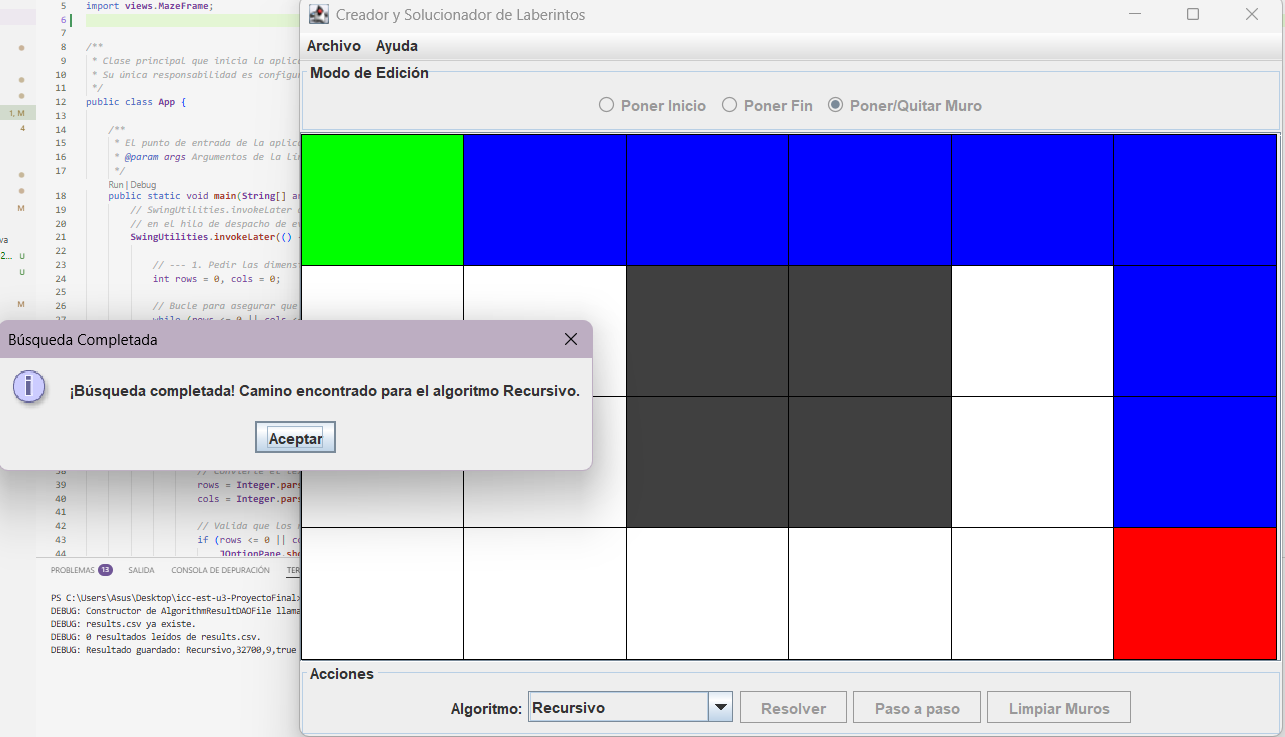 5 import views.MazeFrame;
6
7
8 /**
9 * Clase principal que inicia la aplic
10 * Su única responsabilidad es configur
11 */
12 public class App {
13
14 /**
15 * El punto de entrada de la aplic
16 * @param args Argumentos de la lí
17 */
Run | Debug
18 public static void main(String[] ar
19 // SwingUtilities.invokeLater
20 // en el hilo de despacho de ev
21 SwingUtilities.invokeLater(()
22
23 // --- 1. Pedir las dimens
24 int rows = 0, cols = 0;
25
26 // Bucle para asegurar que
27 while (rows <= 0 || cols <
1, M
4
M
va
2... U
U
M
Creador y Solucionador de Laberintos
Archivo Ayuda
Modo de Edición
Poner Inicio Poner Fin Poner/Quitar Muro
Búsqueda Completada
¡Búsqueda completada! Camino encontrado para el algoritmo Recursivo.
Aceptar
38 // Convierte el te
39 rows = Integer.pars
40 cols = Integer.pars
41
42 // Valida que los
43 if (rows <= 0 || co
44 JOptionPane.sho
PROBLEMAS 13 SALIDA CONSOLA DE DEPURACIÓN TER
PS C:\Users\Asus\Desktop\icc-est-u3-ProyectoFinal>
DEBUG: Constructor de AlgorithmResultDAOFile llama
DEBUG: results.csv ya existe.
DEBUG: 0 resultados leídos de results.csv.
DEBUG: Resultado guardado: Recursivo,32700,9,true
Acciones
Algoritmo: Recursivo Resolver Paso a paso Limpiar Muros